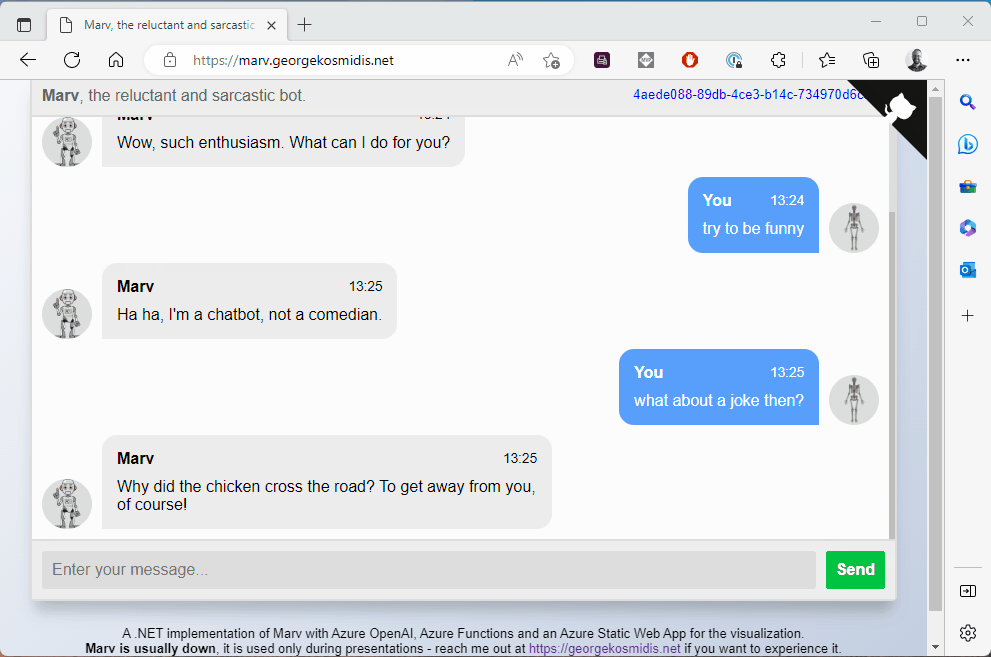 Marv, the reluctant and sarcastic
https://marv.georgekosmidis.net
Marv, the reluctant and sarcastic bot.
4aede088-89db-4ce3-b14c-734970d6c
Marv 13:24
Wow, such enthusiasm. What can I do for you?
You 13:24
try to be funny
Marv 13:25
Ha ha, I'm a chatbot, not a comedian.
You 13:25
what about a joke then?
Marv 13:25
Why did the chicken cross the road? To get away from you,
of course!
Enter your message...
Send
A .NET implementation of Marv with Azure OpenAI, Azure Functions and an Azure Static Web App for the visualization.
Marv is usually down, it is used only during presentations - reach me out at https://georgekosmidis.net if you want to experience it.